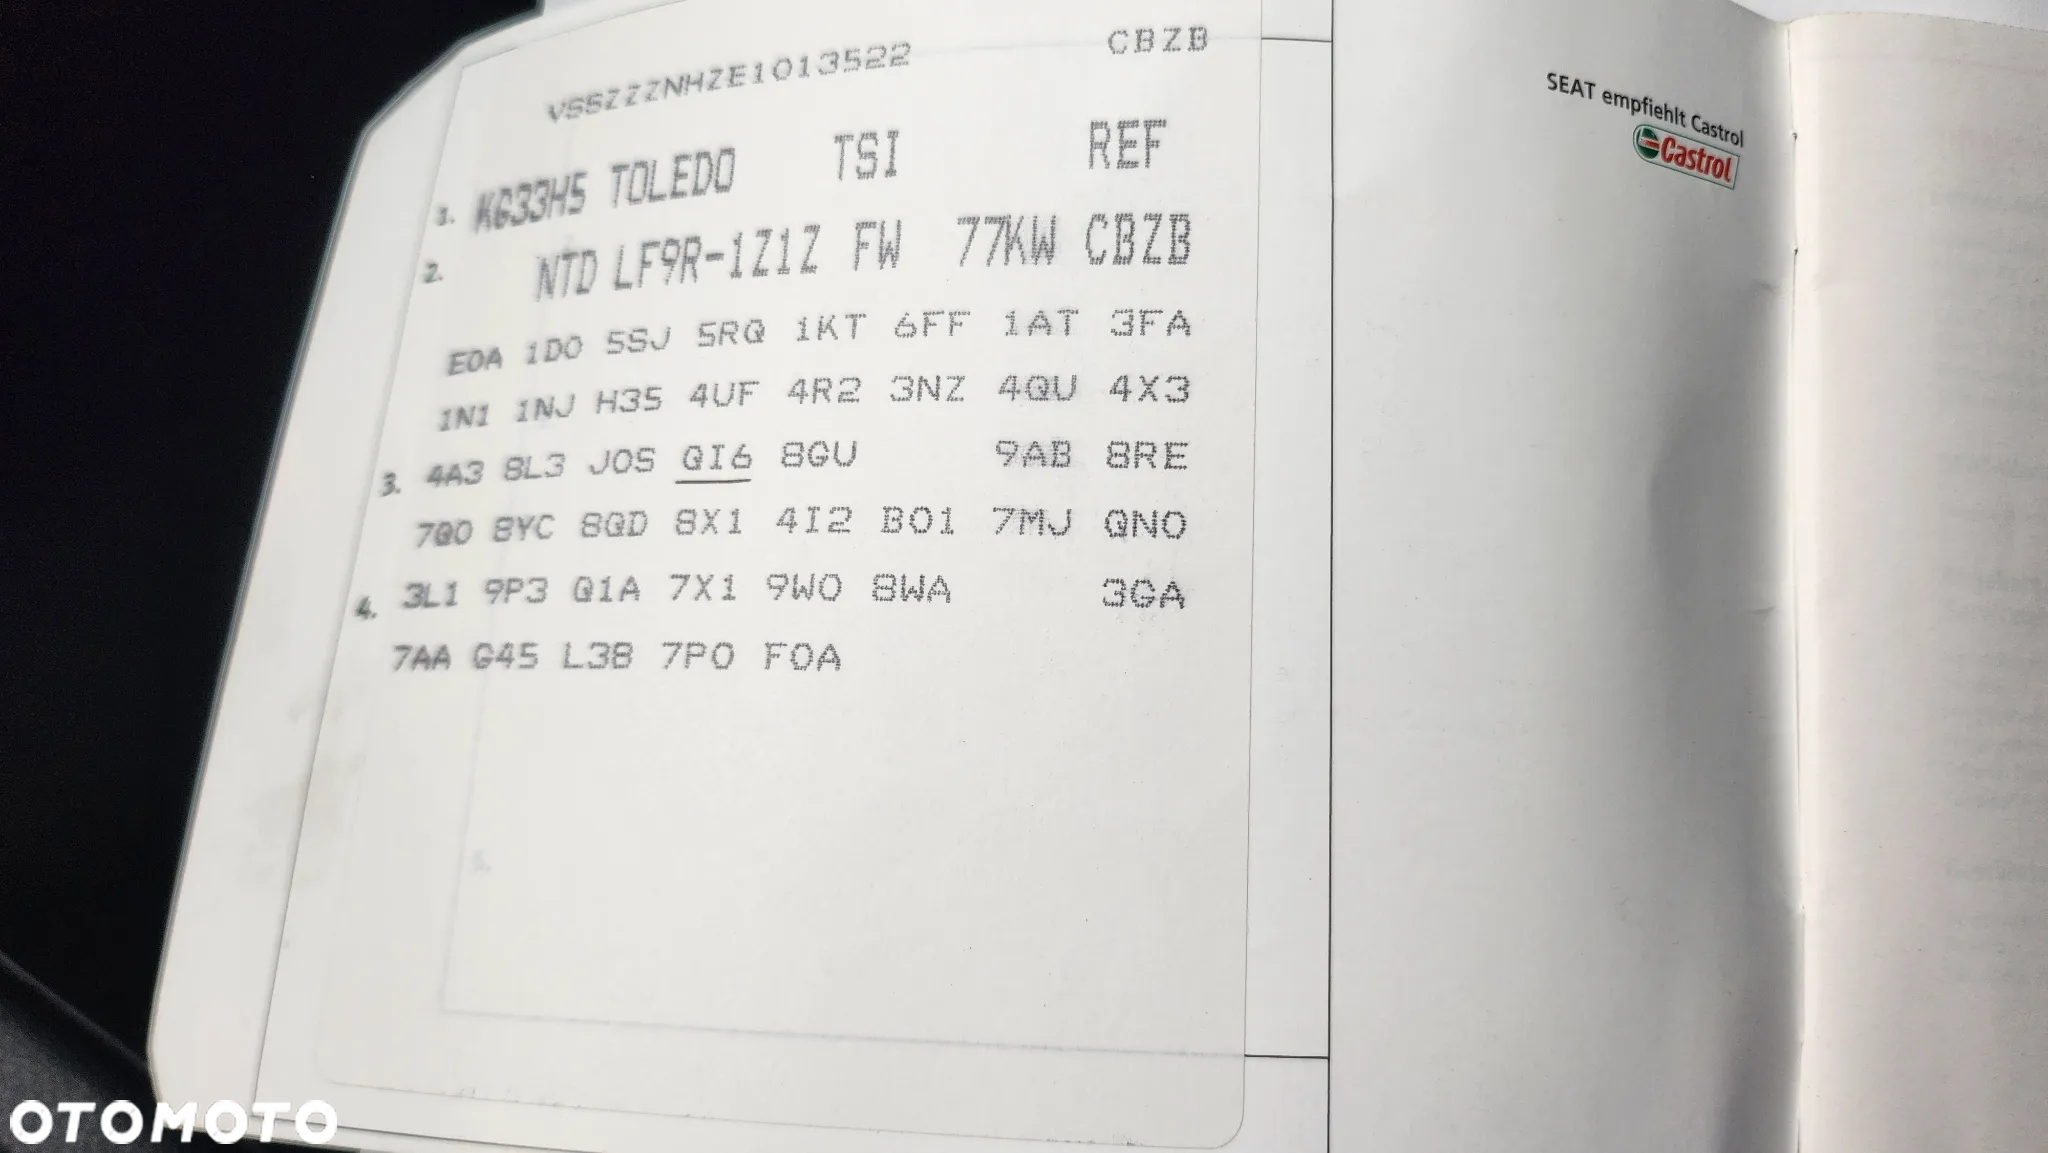 VSSZZZNHZE1013522 CBZB
1. KG33H5 TOLEDO TSI REF
2. NTD LF9R-1Z1Z FW 77KW CBZB
E0A 1D0 5SJ 5RQ 1KT 6FF 1AT 3FA
1N1 1NJ H35 4UF 4R2 3NZ 4QU 4X3
3. 4A3 8L3 J0S QI6 8GU 9AB 8RE
7Q0 8YC 8QD 8X1 4I2 B01 7MJ QN0
4. 3L1 9P3 Q1A 7X1 9W0 8WA 3GA
7AA G45 L38 7P0 F0A
5.
SEAT empfiehlt Castrol
Castrol
OTOMOTO